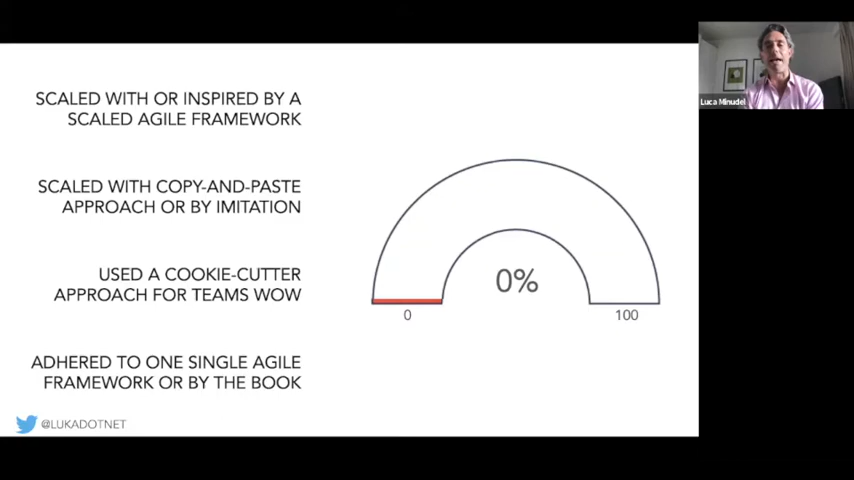 SCALED WITH OR INSPIRED BY A
SCALED AGILE FRAMEWORK
SCALED WITH COPY-AND-PASTE
APPROACH OR BY IMITATION
USED A COOKIE-CUTTER
APPROACH FOR TEAMS WOW
ADHERED TO ONE SINGLE AGILE
FRAMEWORK OR BY THE BOOK
0%
0
100
@LUKADOTNET
Luca Minudel